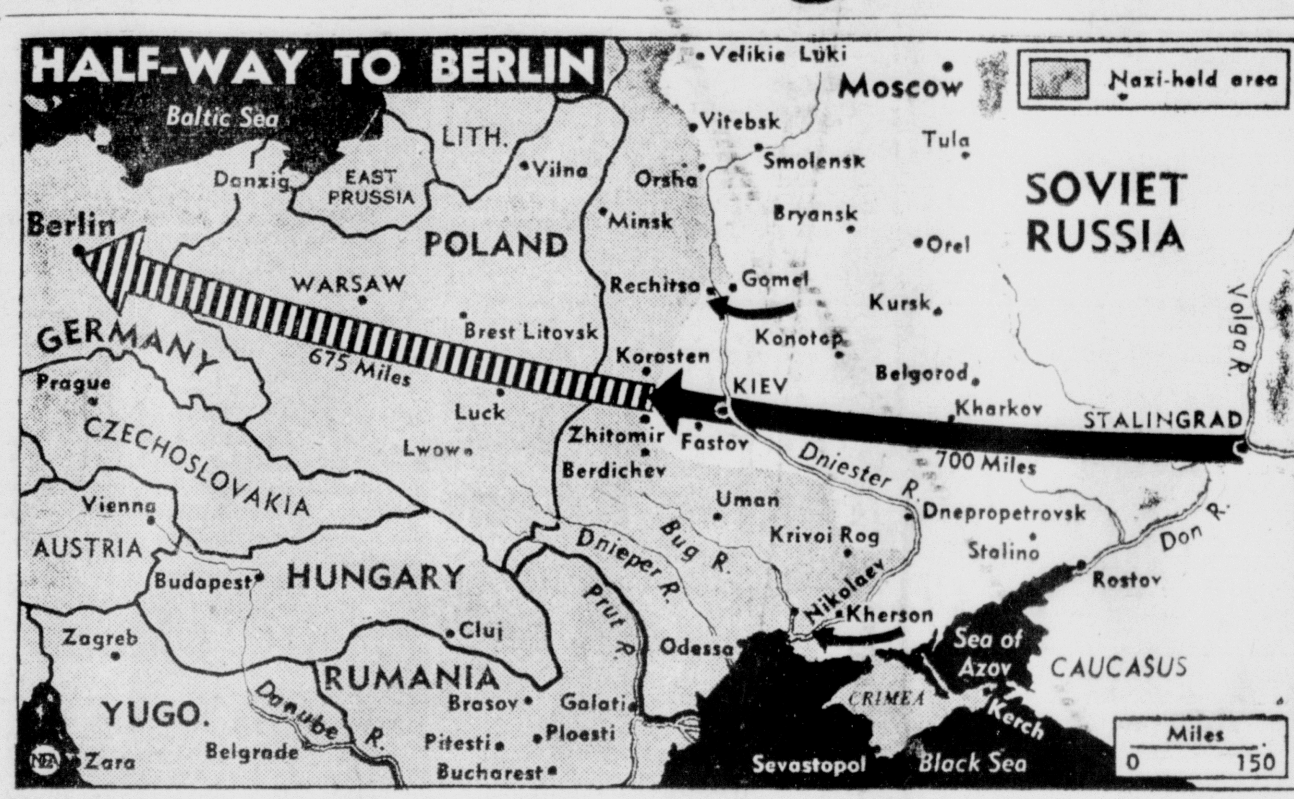 HALF-WAY TO BERLIN
Velikie Luki
Moscow
Nazi-held area
Baltic Sea
LITH.
Vitebsk
Tula
Vilna
Smolensk
Danzig
EAST
PRUSSIA
Orsha
SOVIET
RUSSIA
Berlin
Minsk
Bryansk
POLAND
Orel
WARSAW
Rechitsa
Gomel
Kursk
Volga R.
GERMANY
Brest Litovsk
Konotop
675 Miles
Korosten
Prague
KIEV
Belgorod
Luck
Kharkov
STALINGRAD
CZECHOSLOVAKIA
Zhitomir
Fastov
Lwow
Berdichev
Dniester R.
700 Miles
Vienna
Uman
Dnepropetrovsk
AUSTRIA
Bug R.
Krivoi Rog
Stalino
Don R.
Dnieper R.
Budapest
HUNGARY
Rostov
Prut R.
Nikolaev
Kherson
Zagreb
Cluj
Odessa
Sea of
Azov
CAUCASUS
RUMANIA
CRIMEA
Danube R.
Brasov
Galati
Kerch
YUGO.
Pitesti
Ploesti
Belgrade
Miles
0 150
NEA
Zara
Bucharest
Sevastopol
Black Sea